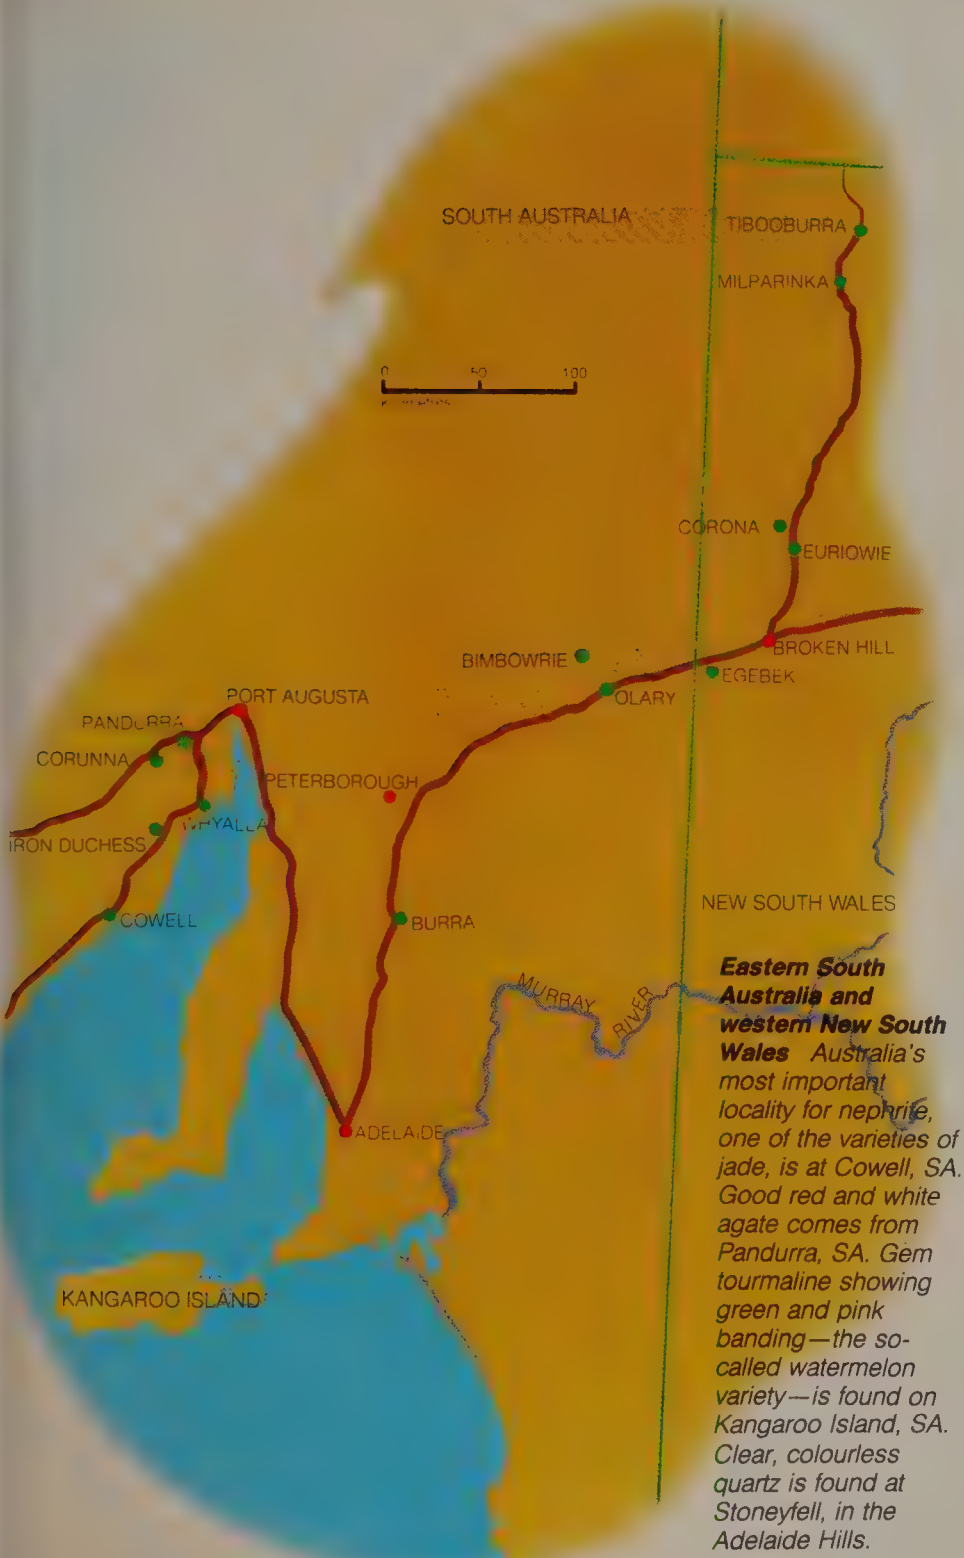 SOUTH AUSTRALIA
TIBOOBURRA
MILPARINKA
0 50 100
CORONA
EURIOWIE
BROKEN HILL
BIMBOWRIE
EGEBEK
OLARY
PORT AUGUSTA
PANDURRA
CORUNNA
PETERBOROUGH
WHYALLA
IRON DUCHESS
NEW SOUTH WALES
COWELL
BURRA
MURRAY RIVER
ADELAIDE
KANGAROO ISLAND
Eastern South
Australia and
western New South
Wales Australia's
most important
locality for nephrite,
one of the varieties of
jade, is at Cowell, SA.
Good red and white
agate comes from
Pandurra, SA. Gem
tourmaline showing
green and pink
banding—the so-
called watermelon
variety—is found on
Kangaroo Island, SA.
Clear, colourless
quartz is found at
Stoneyfell, in the
Adelaide Hills.